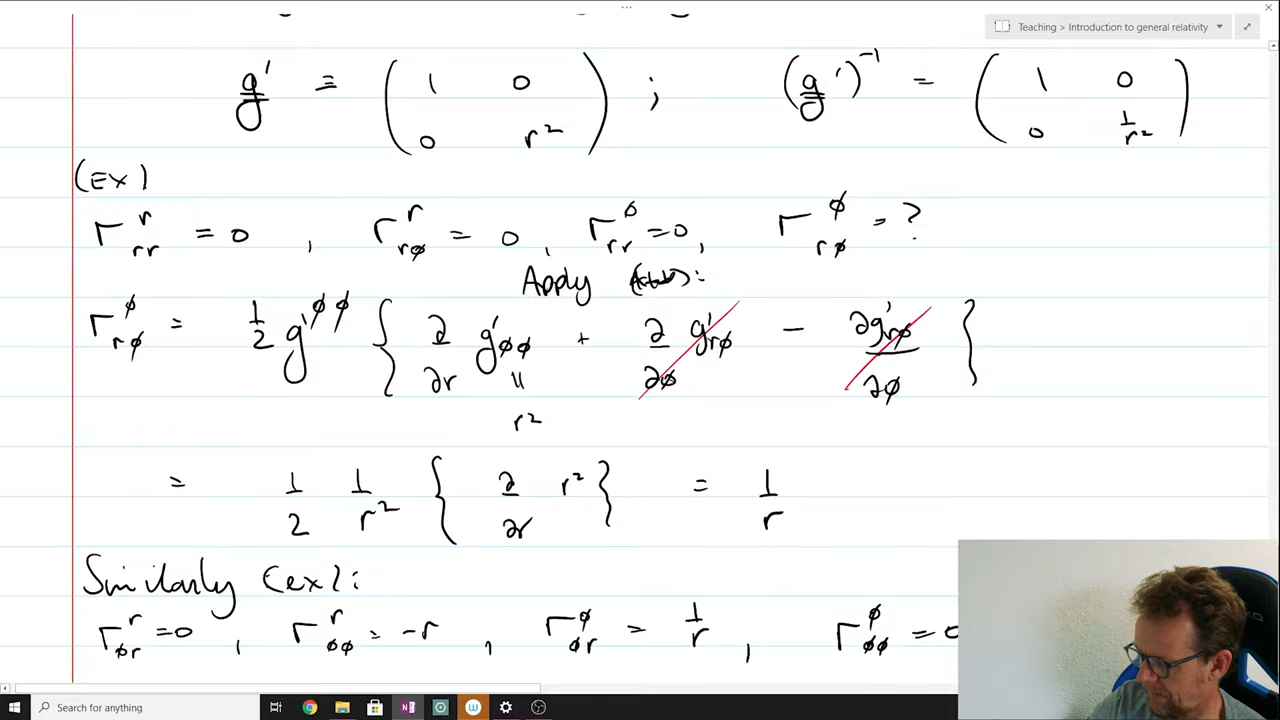 Teaching > Introduction to general relativity
g' ≡ ( 1 0 ; 0 r² ) ; (g')⁻¹ = ( 1 0 ; 0 1/r² )
(Ex)
Γ^r_rr = 0 , Γ^r_rφ = 0 , Γ^φ_rr = 0 , Γ^φ_rφ = ?
Apply
Γ^φ_rφ = 1/2 g'^φφ { ∂/∂r g'_φφ + ∂/∂φ g'_rφ − ∂g'_rφ/∂φ }
|| r²
= 1/2 1/r² { ∂/∂r r² } = 1/r
Similarly (ex):
Γ^r_φr = 0 , Γ^r_φφ = -r , Γ^φ_φr = 1/r , Γ^φ_φφ = 0
Search for anything